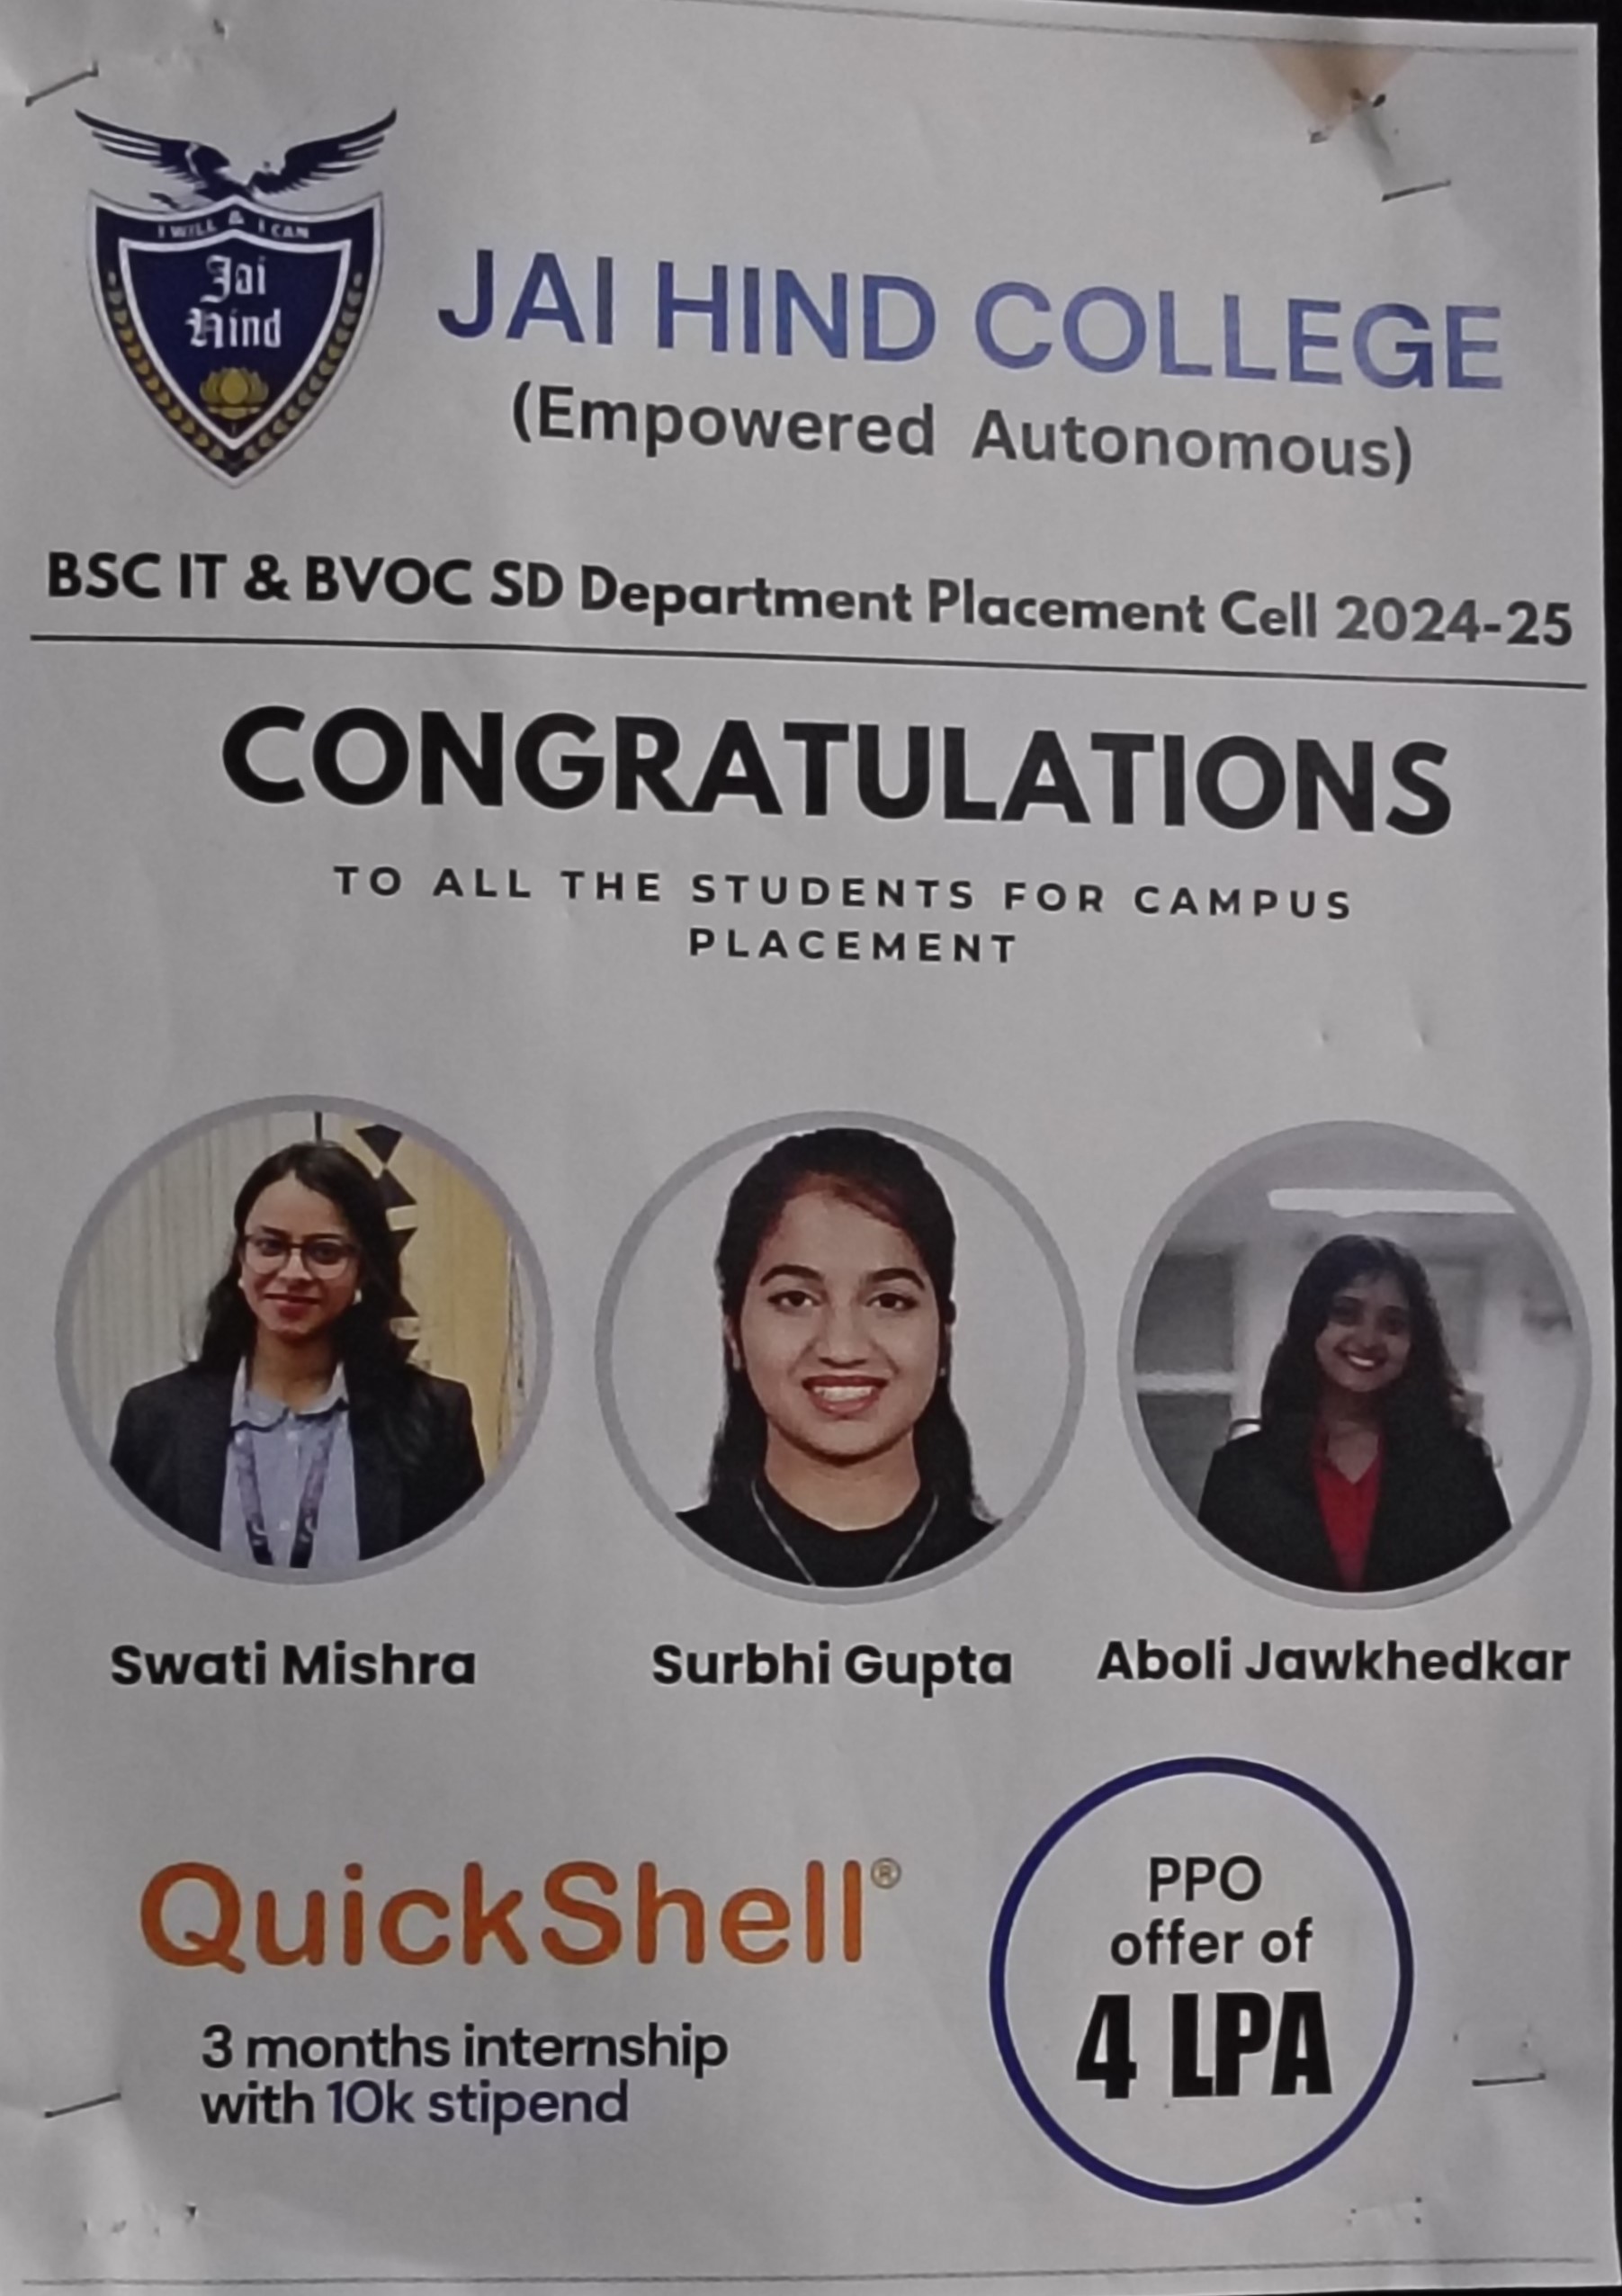 I WILL & I CAN
Jai
Hind
JAI HIND COLLEGE
(Empowered Autonomous)
BSC IT & BVOC SD Department Placement Cell 2024-25
CONGRATULATIONS
TO ALL THE STUDENTS FOR CAMPUS
PLACEMENT
Swati Mishra
Surbhi Gupta
Aboli Jawkhedkar
QuickShell®
3 months internship
with 10k stipend
PPO
offer of
4 LPA